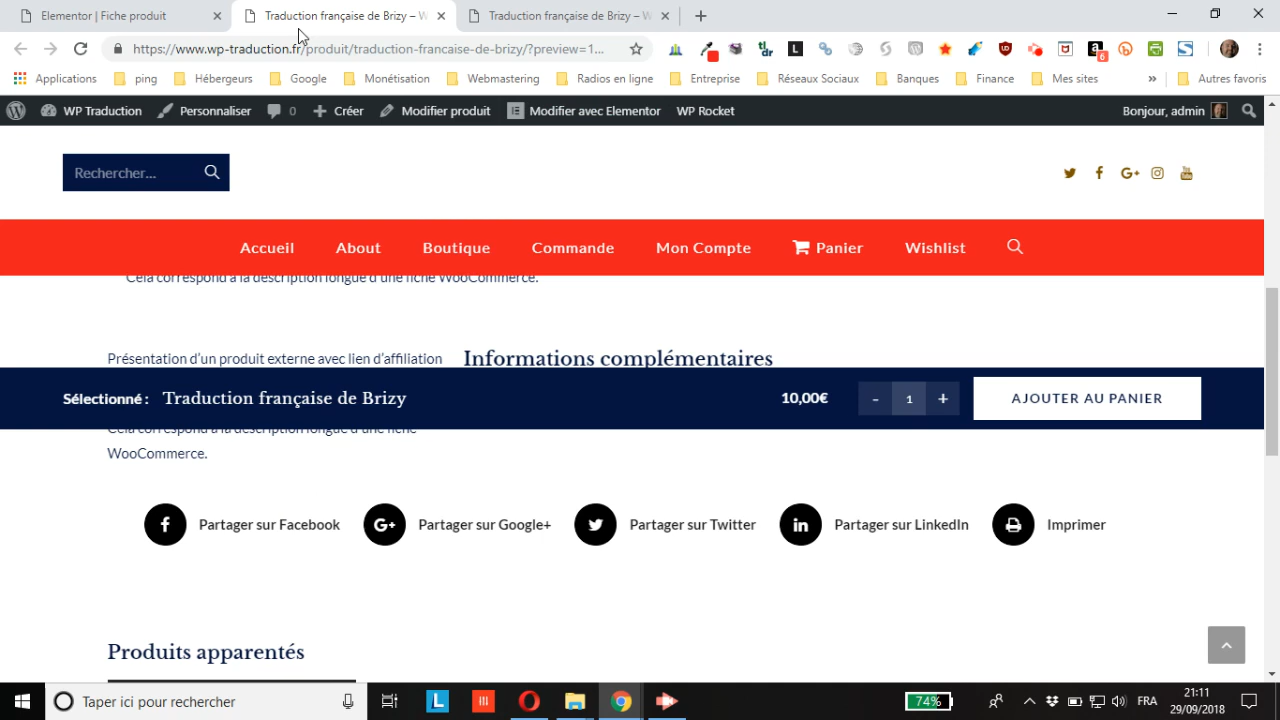 Elementor | Fiche produit
Traduction française de Brizy – W
Traduction française de Brizy – W
https://www.wp-traduction.fr/produit/traduction-francaise-de-brizy/?preview=1...
Applications
ping
Hébergeurs
Google
Monétisation
Webmastering
Radios en ligne
Entreprise
Réseaux Sociaux
Banques
Finance
Mes sites
»
Autres favoris
WP Traduction
Personnaliser
0
Créer
Modifier produit
Modifier avec Elementor
WP Rocket
Bonjour, admin
Rechercher...
Accueil
About
Boutique
Commande
Mon Compte
Panier
Wishlist
Cela correspond à la description longue d'une fiche WooCommerce.
Présentation d'un produit externe avec lien d'affiliation
Informations complémentaires
Sélectionné :
Traduction française de Brizy
10,00€
- 1 +
AJOUTER AU PANIER
Cela correspond à la description longue d'une fiche
WooCommerce.
Partager sur Facebook
Partager sur Google+
Partager sur Twitter
Partager sur LinkedIn
Imprimer
Produits apparentés
Taper ici pour rechercher
74%
FRA
21:11
29/09/2018